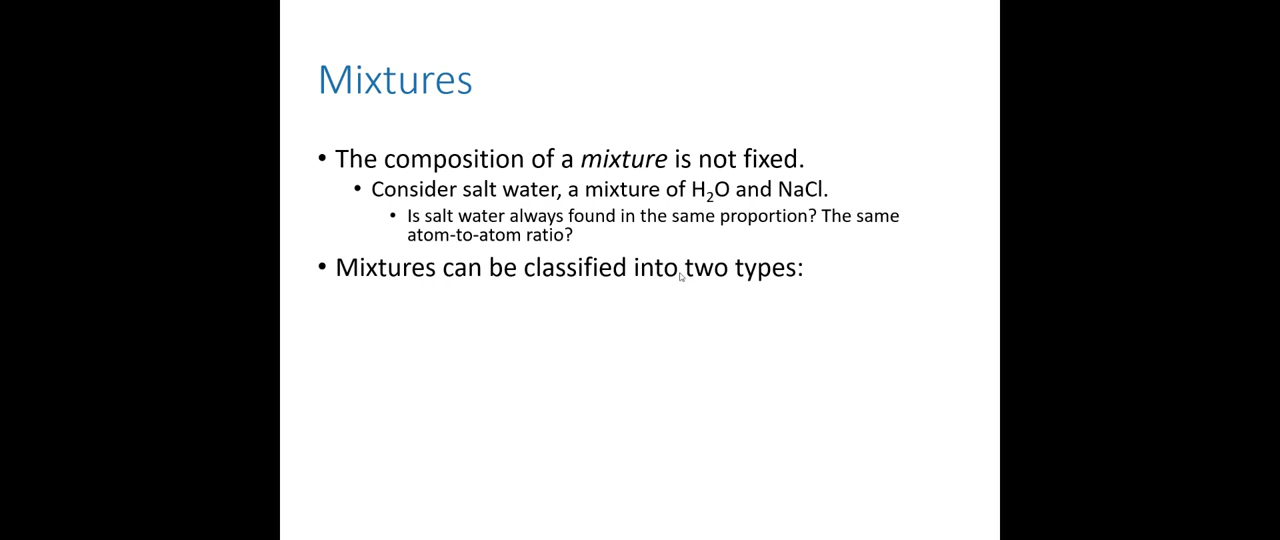 Mixtures
• The composition of a mixture is not fixed.
• Consider salt water, a mixture of H₂O and NaCl.
• Is salt water always found in the same proportion? The same
atom-to-atom ratio?
• Mixtures can be classified into two types: